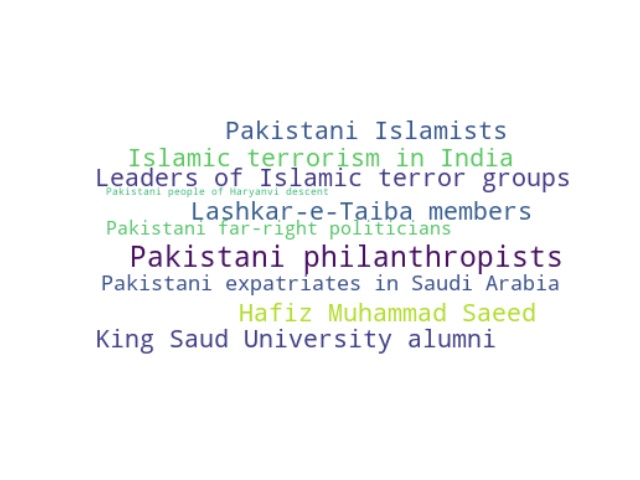 Pakistani Islamists
Islamic terrorism in India
Leaders of Islamic terror groups
Pakistani people of Haryanvi descent
Lashkar-e-Taiba members
Pakistani far-right politicians
Pakistani philanthropists
Pakistani expatriates in Saudi Arabia
Hafiz Muhammad Saeed
King Saud University alumni